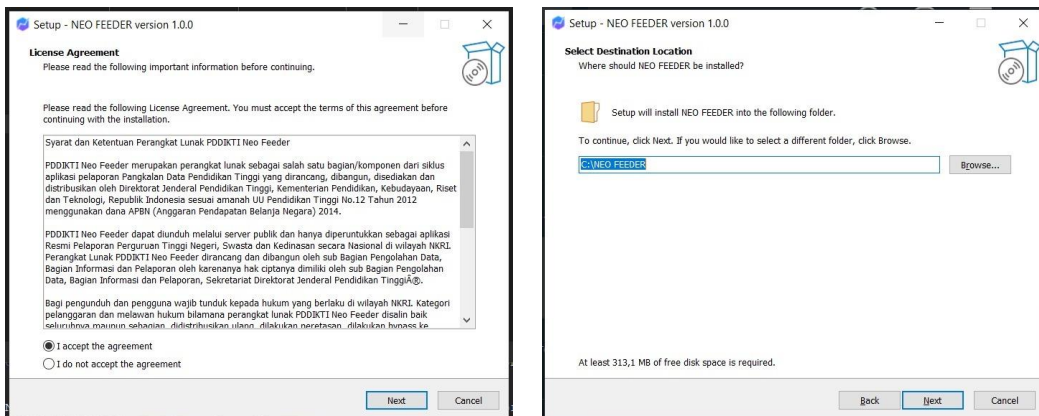 Setup - NEO FEEDER version 1.0.0
License Agreement
Please read the following important information before continuing.
Please read the following License Agreement. You must accept the terms of this agreement before
continuing with the installation.
Syarat dan Ketentuan Perangkat Lunak PDDIKTI Neo Feeder
PDDIKTI Neo Feeder merupakan perangkat lunak sebagai salah satu bagian/komponen dari siklus
aplikasi pelaporan Pangkalan Data Pendidikan Tinggi yang dirancang, dibangun, disediakan dan
distribusikan oleh Direktorat Jenderal Pendidikan Tinggi, Kementerian Pendidikan, Kebudayaan, Riset
dan Teknologi, Republik Indonesia sesuai amanah UU Pendidikan Tinggi No.12 Tahun 2012
menggunakan dana APBN (Anggaran Pendapatan Belanja Negara) 2014.
PDDIKTI Neo Feeder dapat diunduh melalui server publik dan hanya diperuntukkan sebagai aplikasi
Resmi Pelaporan Perguruan Tinggi Negeri, Swasta dan Kedinasan secara Nasional di wilayah NKRI.
Perangkat Lunak PDDIKTI Neo Feeder dirancang dan dibangun oleh sub Bagian Pengolahan Data,
Bagian Informasi dan Pelaporan oleh karenanya hak ciptanya dimiliki oleh sub Bagian Pengolahan
Data, Bagian Informasi dan Pelaporan, Sekretariat Direktorat Jenderal Pendidikan TinggiÂ®.
Bagi pengunduh dan pengguna wajib tunduk kepada hukum yang berlaku di wilayah NKRI. Kategori
pelanggaran dan melawan hukum bilamana perangkat lunak PDDIKTI Neo Feeder disalin baik
seluruhnya maupun sebagian, didistribusikan ulang, dilakukan peretasan, dilakukan bypass ke
I accept the agreement
I do not accept the agreement
Next
Cancel
Setup - NEO FEEDER version 1.0.0
Select Destination Location
Where should NEO FEEDER be installed?
Setup will install NEO FEEDER into the following folder.
To continue, click Next. If you would like to select a different folder, click Browse.
C:\NEO FEEDER
Browse...
At least 313,1 MB of free disk space is required.
Back
Next
Cancel